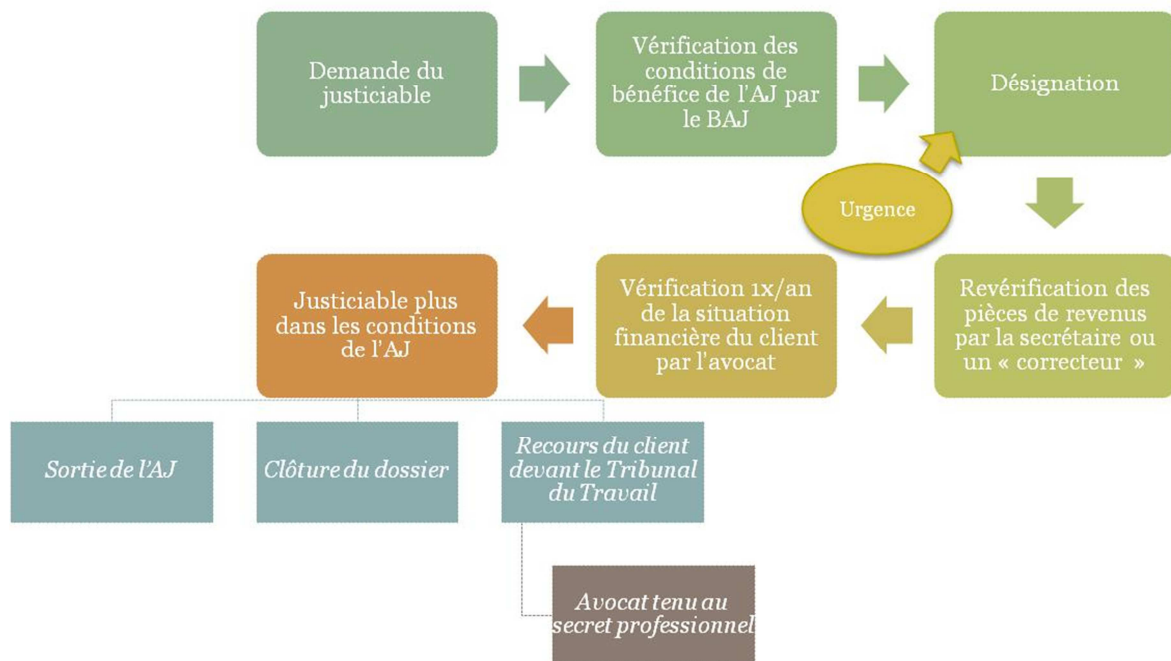 Demande du
justiciable
Vérification des
conditions de
bénéfice de l'AJ par
le BAJ
Désignation
Urgence
Revérification des
pièces de revenus
par la secrétaire ou
un « correcteur »
Vérification 1x/an
de la situation
financière du client
par l'avocat
Justiciable plus
dans les conditions
de l'AJ
Sortie de l'AJ
Clôture du dossier
Recours du client
devant le Tribunal
du Travail
Avocat tenu au
secret professionnel